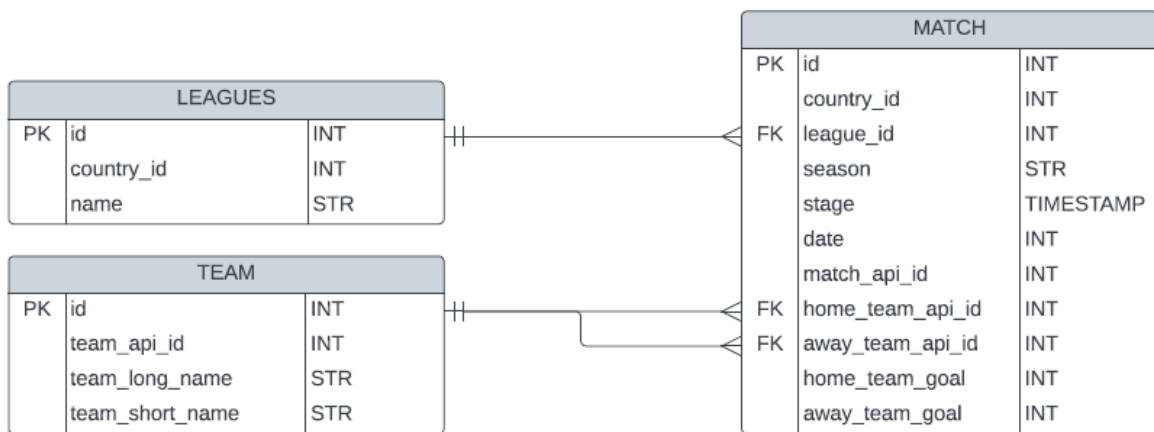 LEAGUES
PK id INT
country_id INT
name STR
TEAM
PK id INT
team_api_id INT
team_long_name STR
team_short_name STR
MATCH
PK id INT
country_id INT
FK league_id INT
season STR
stage TIMESTAMP
date INT
match_api_id INT
FK home_team_api_id INT
FK away_team_api_id INT
home_team_goal INT
away_team_goal INT